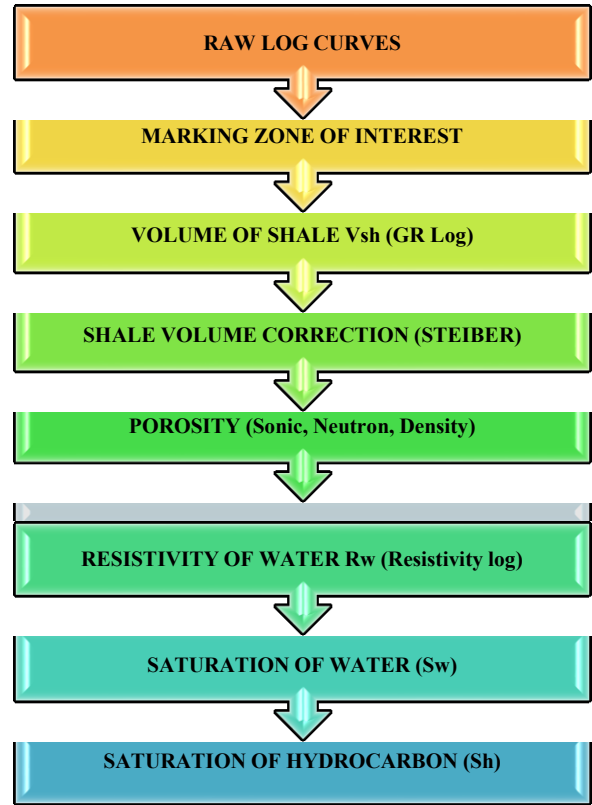 RAW LOG CURVES
MARKING ZONE OF INTEREST
VOLUME OF SHALE Vsh (GR Log)
SHALE VOLUME CORRECTION (STEIBER)
POROSITY (Sonic, Neutron, Density)
RESISTIVITY OF WATER Rw (Resistivity log)
SATURATION OF WATER (Sw)
SATURATION OF HYDROCARBON (Sh)